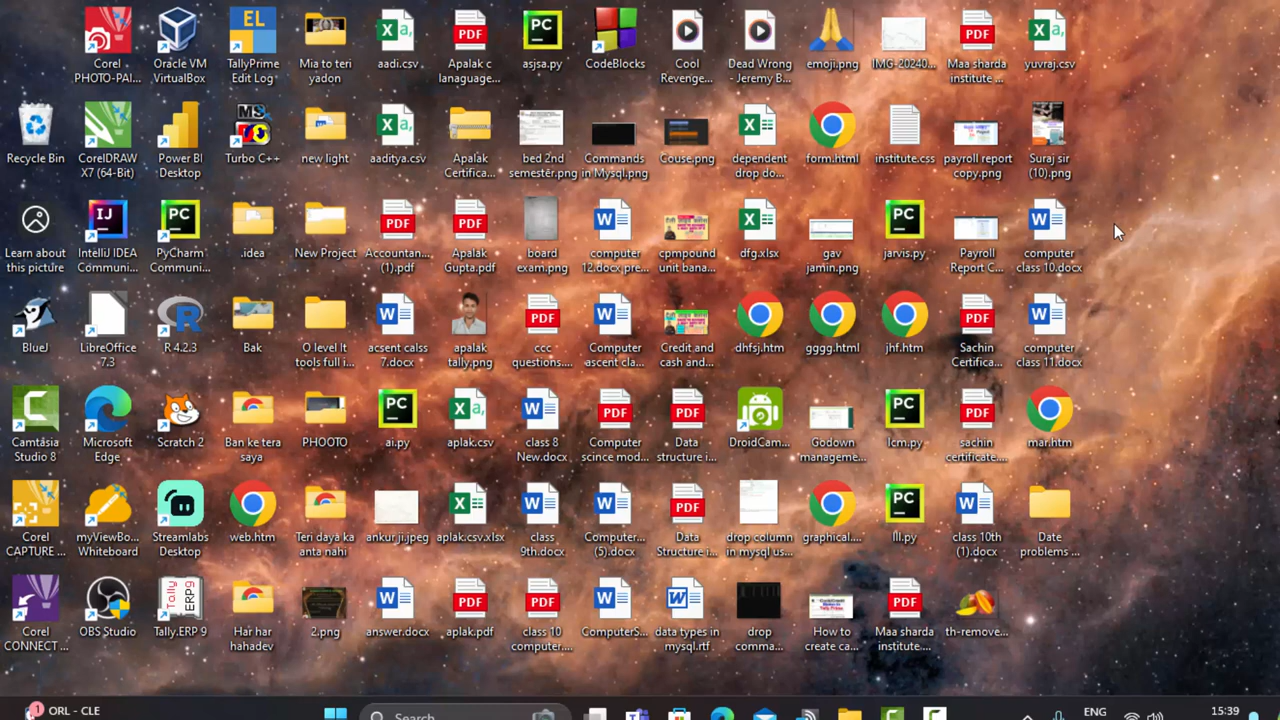 Corel
PHOTO-PAI...
Oracle VM
VirtualBox
TallyPrime
Edit Log
Mia to teri
yadon
aadi.csv
Apalak c
lanaguage...
asjsa.py
CodeBlocks
Cool
Revenge...
Dead Wrong
- Jeremy B...
emoji.png
IMG-20240...
Maa sharda
institute ...
yuvraj.csv
Recycle Bin
CorelDRAW
X7 (64-Bit)
Power BI
Desktop
Turbo C++
new light
aaditya.csv
Apalak
Certifica...
bed 2nd
semester.png
Commands
in Mysql.png
Couse.png
dependent
drop do...
form.html
institute.css
payroll report
copy.png
Suraj sir
(10).png
Learn about
this picture
IntelliJ IDEA
Communi...
PyCharm
Communi...
.idea
New Project
Accountan...
(1).pdf
Apalak
Gupta.pdf
board
exam.png
computer
12.docx pre...
cpmpound
unit bana...
dfg.xlsx
gav
jamin.png
jarvis.py
Payroll
Report C...
computer
class 10.docx
BlueJ
LibreOffice
7.3
R 4.2.3
Bak
O level It
tools full i...
acsent calss
7.docx
apalak
tally.png
ccc
questions....
Computer
ascent cla...
Credit and
cash and...
dhfsj.htm
gggg.html
jhf.htm
Sachin
Certifica...
computer
class 11.docx
Camtasia
Studio 8
Microsoft
Edge
Scratch 2
Ban ke tera
saya
PHOOTO
ai.py
aplak.csv
class 8
New.docx
Computer
scince mod...
Data
structure i...
DroidCam...
Godown
manageme...
lcm.py
sachin
certificate....
mar.htm
Corel
CAPTURE ...
myViewBo...
Whiteboard
Streamlabs
Desktop
web.htm
Teri daya ka
anta nahi
ankur ji.jpeg
aplak.csv.xlsx
class
9th.docx
Computer...
(5).docx
Data
Structure i...
drop column
in mysql us...
graphical....
class 10th
(1).docx
Date
problems ...
Corel
CONNECT ...
OBS Studio
Tally.ERP 9
Har har
hahadev
2.png
answer.docx
aplak.pdf
class 10
computer....
ComputerS...
data types in
mysql.rtf
drop
comma...
How to
create ca...
Maa sharda
institute....
th-remove...
1
ORL - CLE
Search
ENG
15:39